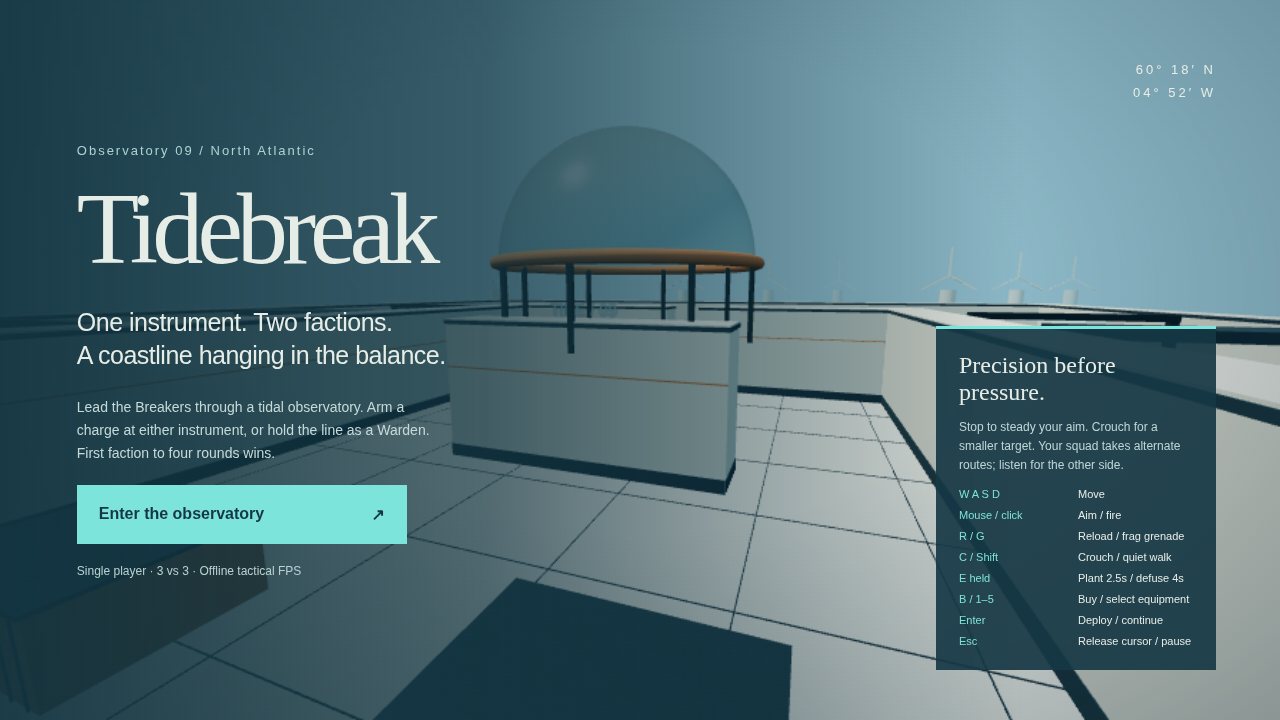 60° 18′ N
04° 52′ W
Observatory 09 / North Atlantic
Tidebreak
One instrument. Two factions.
A coastline hanging in the balance.
Lead the Breakers through a tidal observatory. Arm a
charge at either instrument, or hold the line as a Warden.
First faction to four rounds wins.
Enter the observatory ↗
Single player · 3 vs 3 · Offline tactical FPS
Precision before
pressure.
Stop to steady your aim. Crouch for a
smaller target. Your squad takes alternate
routes; listen for the other side.
W A S D Move
Mouse / click Aim / fire
R / G Reload / frag grenade
C / Shift Crouch / quiet walk
E held Plant 2.5s / defuse 4s
B / 1–5 Buy / select equipment
Enter Deploy / continue
Esc Release cursor / pause